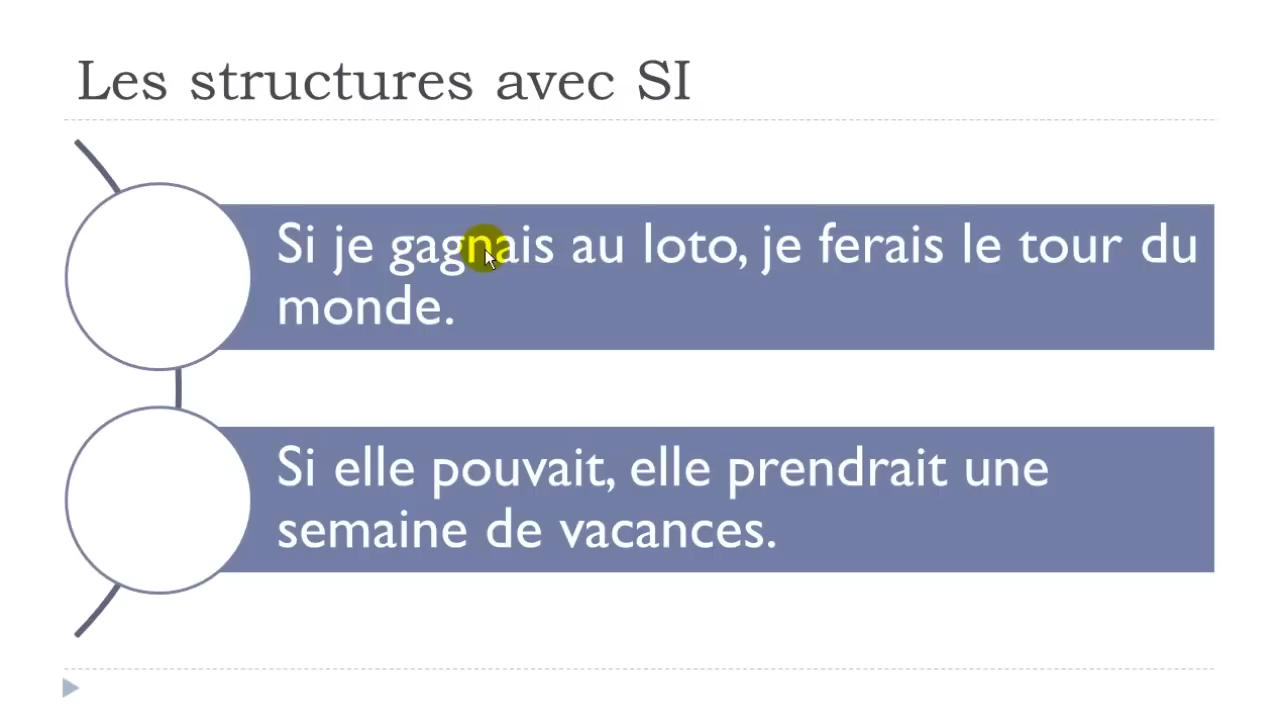 Les structures avec SI
Si je gagnais au loto, je ferais le tour du
monde.
Si elle pouvait, elle prendrait une
semaine de vacances.